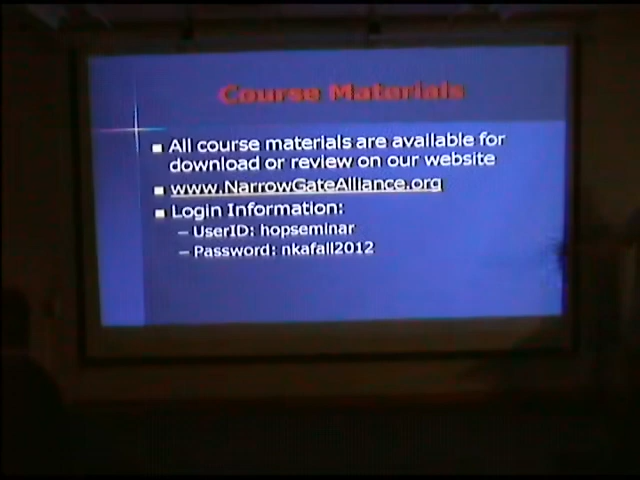 Course Materials
■ All course materials are available for
download or review on our website
■ www.NarrowGateAlliance.org
■ Login Information:
– UserID: hopseminar
– Password: nkafall2012